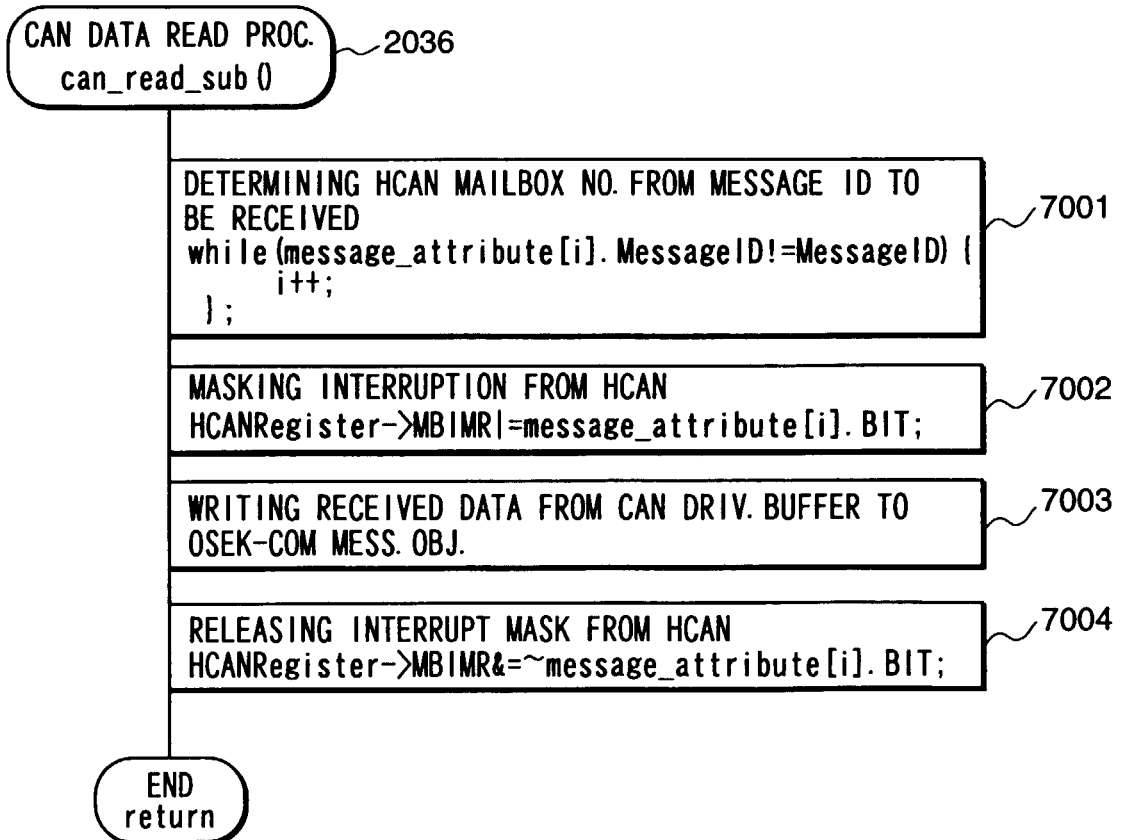 CAN DATA READ PROC.
can_read_sub()
2036
DETERMINING HCAN MAILBOX NO. FROM MESSAGE ID TO
BE RECEIVED
while(message_attribute[i].MessageID!=MessageID) {
i++;
};
7001
MASKING INTERRUPTION FROM HCAN
HCANRegister->MBIMR|=message_attribute[i].BIT;
7002
WRITING RECEIVED DATA FROM CAN DRIV. BUFFER TO
OSEK-COM MESS. OBJ.
7003
RELEASING INTERRUPT MASK FROM HCAN
HCANRegister->MBIMR&=~message_attribute[i].BIT;
7004
END
return